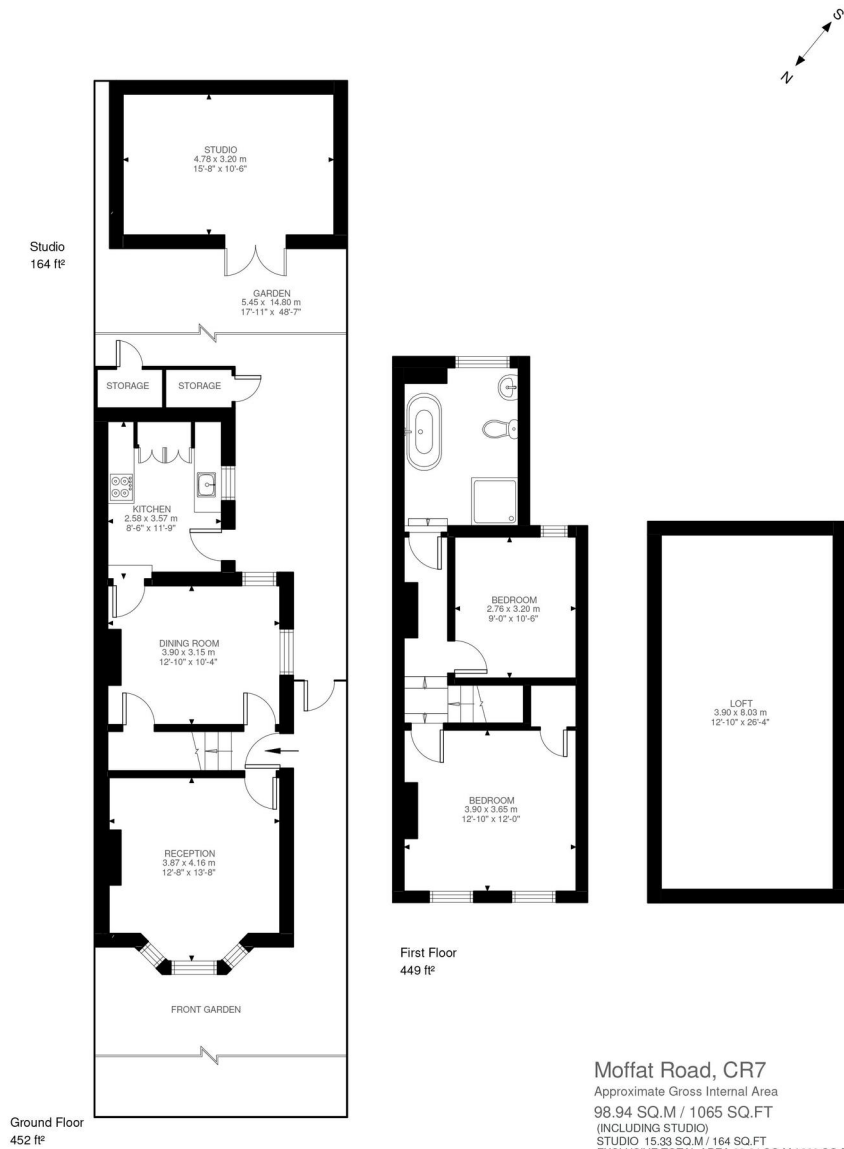 S
N
STUDIO
4.78 x 3.20 m
15'-8" x 10'-6"
Studio
164 ft²
GARDEN
5.45 x 14.80 m
17'-11" x 48'-7"
STORAGE
STORAGE
KITCHEN
2.58 x 3.57 m
8'-6" x 11'-9"
DINING ROOM
3.90 x 3.15 m
12'-10" x 10'-4"
RECEPTION
3.87 x 4.16 m
12'-8" x 13'-8"
FRONT GARDEN
Ground Floor
452 ft²
BEDROOM
2.76 x 3.20 m
9'-0" x 10'-6"
BEDROOM
3.90 x 3.65 m
12'-10" x 12'-0"
First Floor
449 ft²
LOFT
3.90 x 8.03 m
12'-10" x 26'-4"
Moffat Road, CR7
Approximate Gross Internal Area
98.94 SQ.M / 1065 SQ.FT
(INCLUDING STUDIO)
STUDIO 15.33 SQ.M / 164 SQ.FT